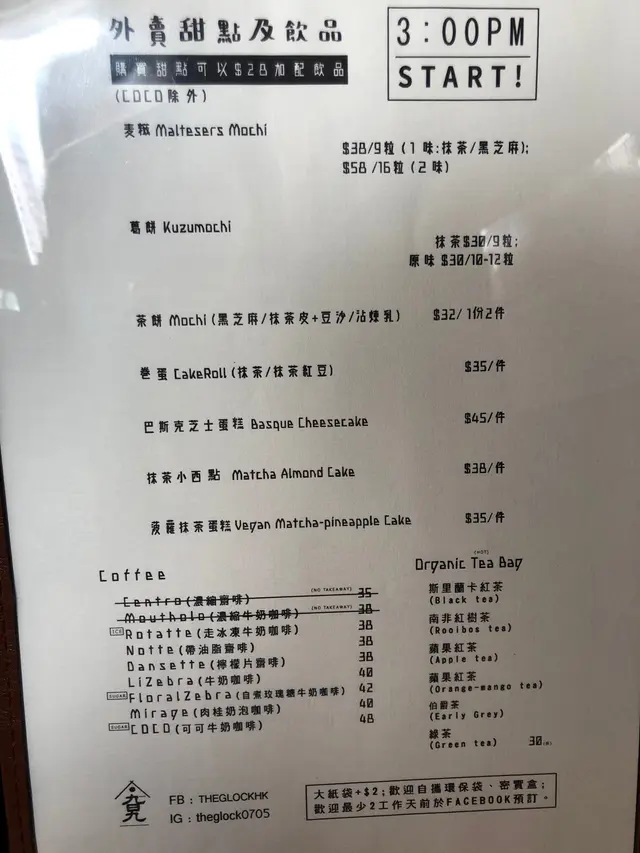 外賣甜點及飲品
3:00PM
START!
購買甜點可以$28加配飲品
(COCO除外)
麦糍 Maltesers Mochi
$38/9粒 (1 味:抹茶/黑芝麻);
$58 /16粒 (2 味)
葛餅 Kuzumochi
抹茶$30/9粒;
原味 $30/10-12粒
茶餅 Mochi (黑芝麻/抹茶皮+豆沙/沾煉乳) $32/ 1份2件
卷蛋 CakeRoll (抹茶/抹茶紅豆) $35/件
巴斯克芝士蛋糕 Basque Cheesecake $45/件
抹茶小西點 Matcha Almond Cake $38/件
菠蘿抹茶蛋糕 Vegan Matcha-pineapple Cake $35/件
Coffee
Centro (濃縮齋啡) (NO TAKEAWAY) 35
Moutholo (濃縮牛奶咖啡) (NO TAKEAWAY) 38
ICE Rotatte (走冰凍牛奶咖啡) 38
Notte (帶油脂齋啡) 38
Dansette (檸檬片齋啡) 38
LiZebra (牛奶咖啡) 40
SUGAR FloralZebra (自煮玫瑰糖牛奶咖啡) 42
Mirage (肉桂奶泡咖啡) 40
SUGAR COCO (可可牛奶咖啡) 48
(HOT)
Organic Tea Bag
斯里蘭卡紅茶
(Black tea)
南非紅樹茶
(Rooibos tea)
蘋果紅茶
(Apple tea)
蘋果紅茶
(Orange-mango tea)
伯爵茶
(Early Grey)
綠茶
(Green tea) 30
FB : THEGLOCKHK
IG : theglock0705
大紙袋+$2;歡迎自攜環保袋、密實盒;
歡迎最少2工作天前於FACEBOOK預訂。